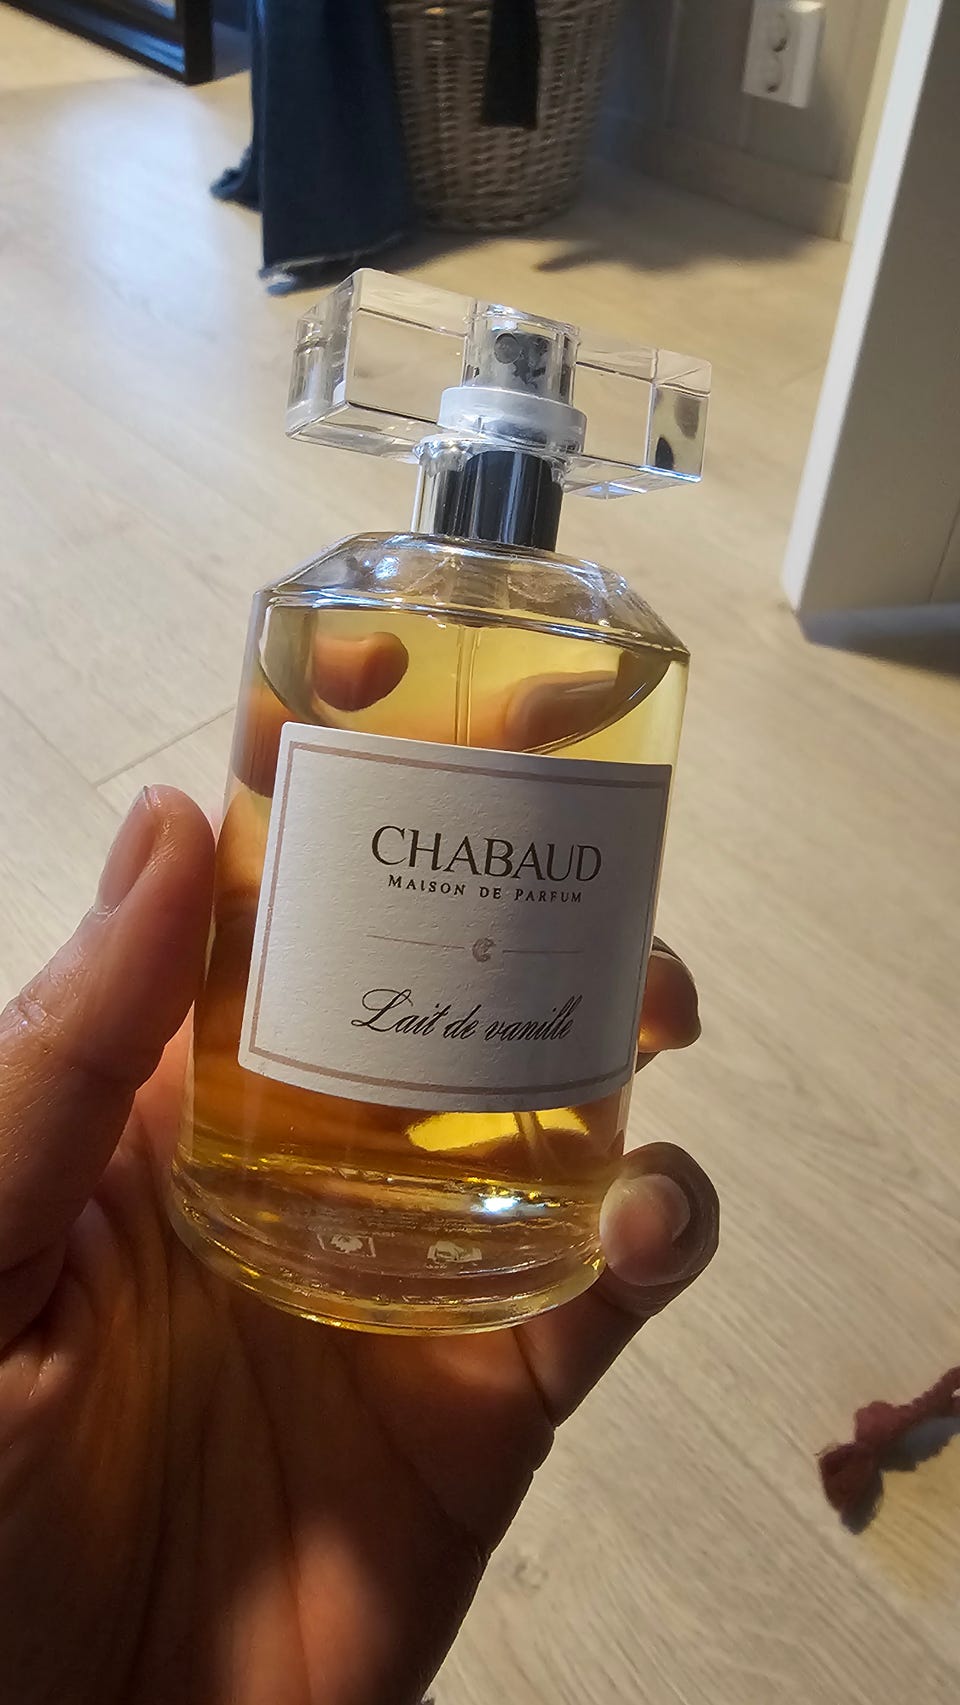 CHABAUD
MAISON DE PARFUM
Lait de vanille